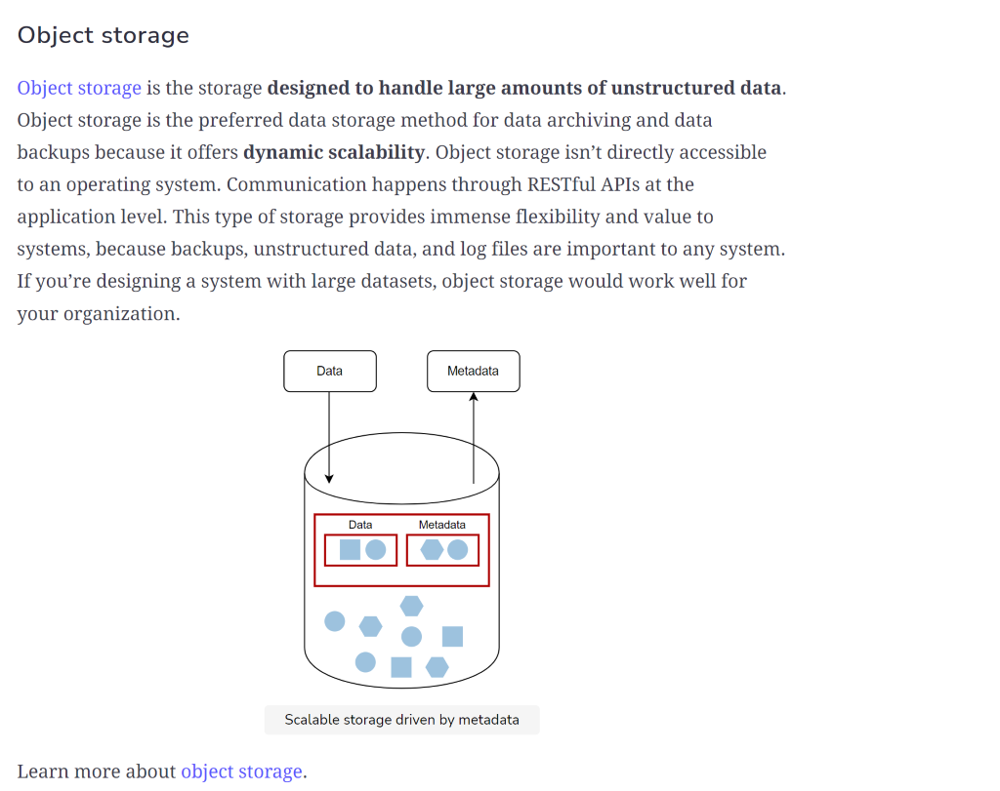 Object storage
Object storage is the storage designed to handle large amounts of unstructured data.
Object storage is the preferred data storage method for data archiving and data
backups because it offers dynamic scalability. Object storage isn’t directly accessible
to an operating system. Communication happens through RESTful APIs at the
application level. This type of storage provides immense flexibility and value to
systems, because backups, unstructured data, and log files are important to any system.
If you’re designing a system with large datasets, object storage would work well for
your organization.
Data
Metadata
Data
Metadata
Scalable storage driven by metadata
Learn more about object storage.